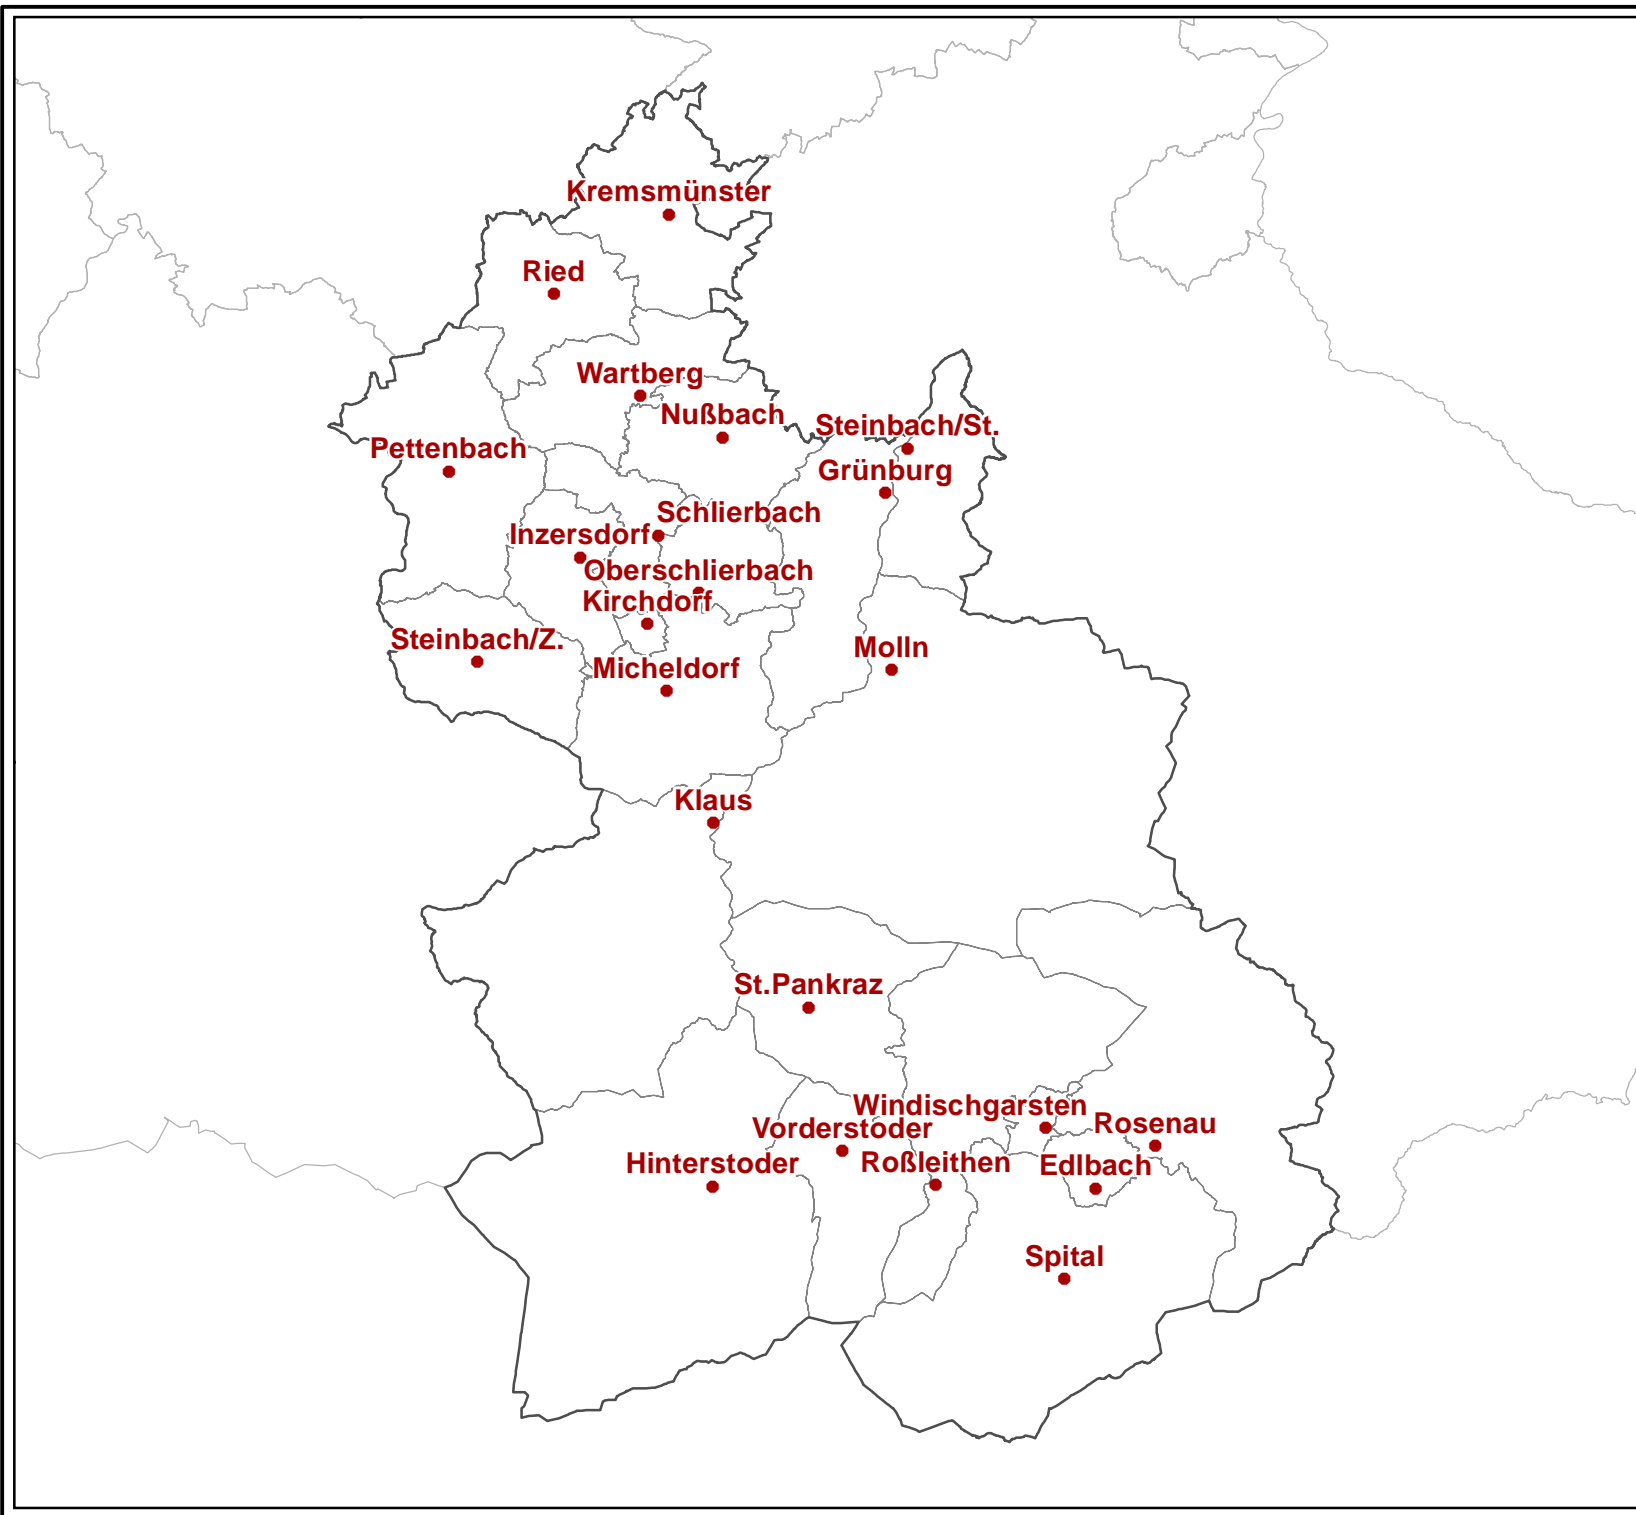 Kremsmünster
Ried
Wartberg
Nußbach
Steinbach/St.
Pettenbach
Grünburg
Schlierbach
Inzersdorf
Oberschlierbach
Kirchdorf
Steinbach/Z.
Molln
Micheldorf
Klaus
St.Pankraz
Windischgarsten
Rosenau
Vorderstoder
Hinterstoder
Roßleithen
Edlbach
Spital